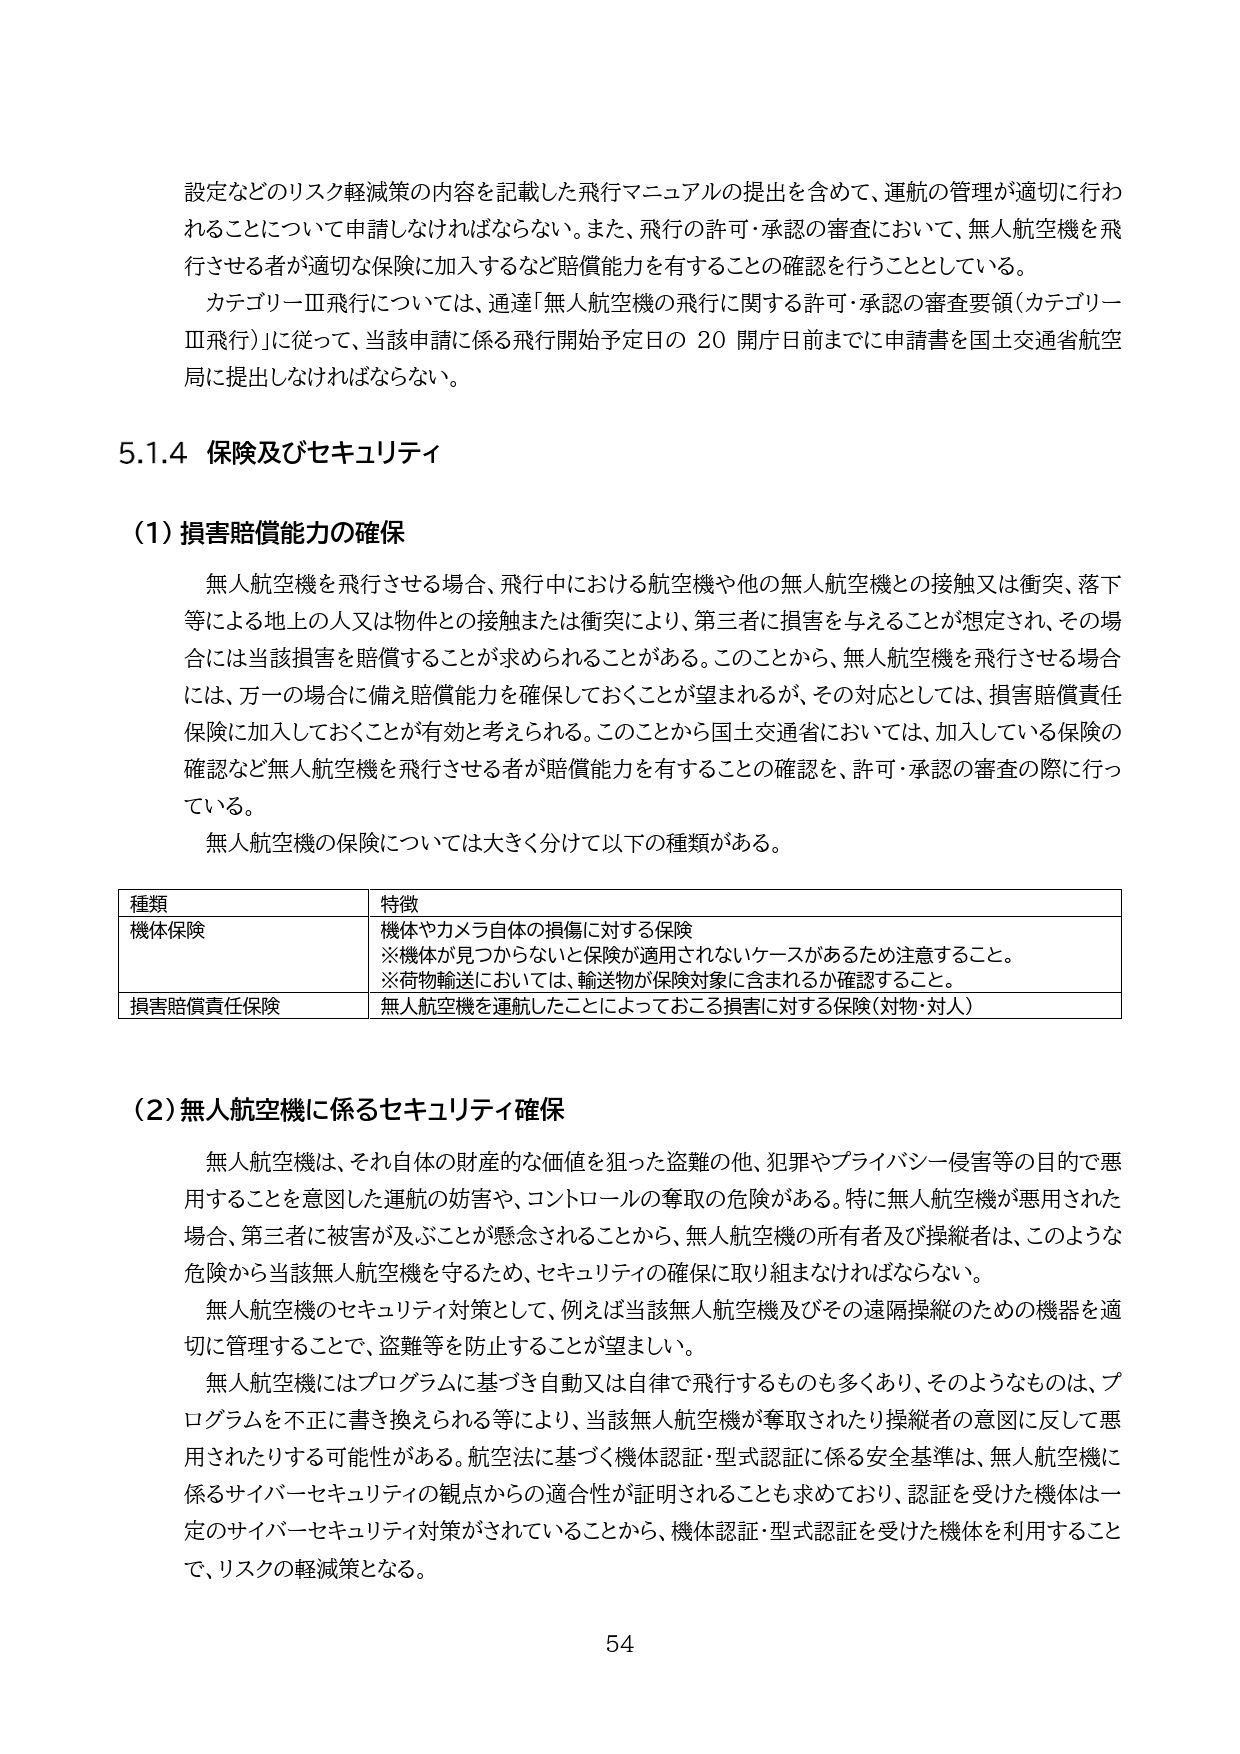 設定などのリスク軽減策の内容を記載した飛行マニュアルの提出を含めて、運航の管理が適切に行わ
れることについて申請しなければならない。また、飛行の許可・承認の審査において、無人航空機を飛
行させる者が適切な保険に加入するなど賠償能力を有することの確認を行うこととしている。
カテゴリーⅢ飛行については、通達「無人航空機の飛行に関する許可・承認の審査要領（カテゴリー
Ⅲ飛行）」に従って、当該申請に係る飛行開始予定日の 20 開庁日前までに申請書を国土交通省航空
局に提出しなければならない。
5.1.4 保険及びセキュリティ
（1）損害賠償能力の確保
無人航空機を飛行させる場合、飛行中における航空機や他の無人航空機との接触又は衝突、落下
等による地上の人又は物件との接触または衝突により、第三者に損害を与えることが想定され、その場
合には当該損害を賠償することが求められることがある。このことから、無人航空機を飛行させる場合
には、万一の場合に備え賠償能力を確保しておくことが望まれるが、その対応としては、損害賠償責任
保険に加入しておくことが有効と考えられる。このことから国土交通省においては、加入している保険の
確認など無人航空機を飛行させる者が賠償能力を有することの確認を、許可・承認の審査の際に行っ
ている。
無人航空機の保険については大きく分けて以下の種類がある。
種類 特徴
機体保険 機体やカメラ自体の損傷に対する保険
※機体が見つからないと保険が適用されないケースがあるため注意すること。
※荷物輸送においては、輸送物が保険対象に含まれるか確認すること。
損害賠償責任保険 無人航空機を運航したことによっておこる損害に対する保険（対物・対人）
（2）無人航空機に係るセキュリティ確保
無人航空機は、それ自体の財産的な価値を狙った盗難の他、犯罪やプライバシー侵害等の目的で悪
用することを意図した運航の妨害や、コントロールの奪取の危険がある。特に無人航空機が悪用された
場合、第三者に被害が及ぶことが懸念されることから、無人航空機の所有者及び操縦者は、このような
危険から当該無人航空機を守るため、セキュリティの確保に取り組まなければならない。
無人航空機のセキュリティ対策として、例えば当該無人航空機及びその遠隔操縦のための機器を適
切に管理することで、盗難等を防止することが望ましい。
無人航空機にはプログラムに基づき自動又は自律で飛行するものも多くあり、そのようなものは、プ
ログラムを不正に書き換えられる等により、当該無人航空機が奪取されたり操縦者の意図に反して悪
用されたりする可能性がある。航空法に基づく機体認証・型式認証に係る安全基準は、無人航空機に
係るサイバーセキュリティの観点からの適合性が証明されることも求めており、認証を受けた機体は一
定のサイバーセキュリティ対策がされていることから、機体認証・型式認証を受けた機体を利用すること
で、リスクの軽減策となる。
54